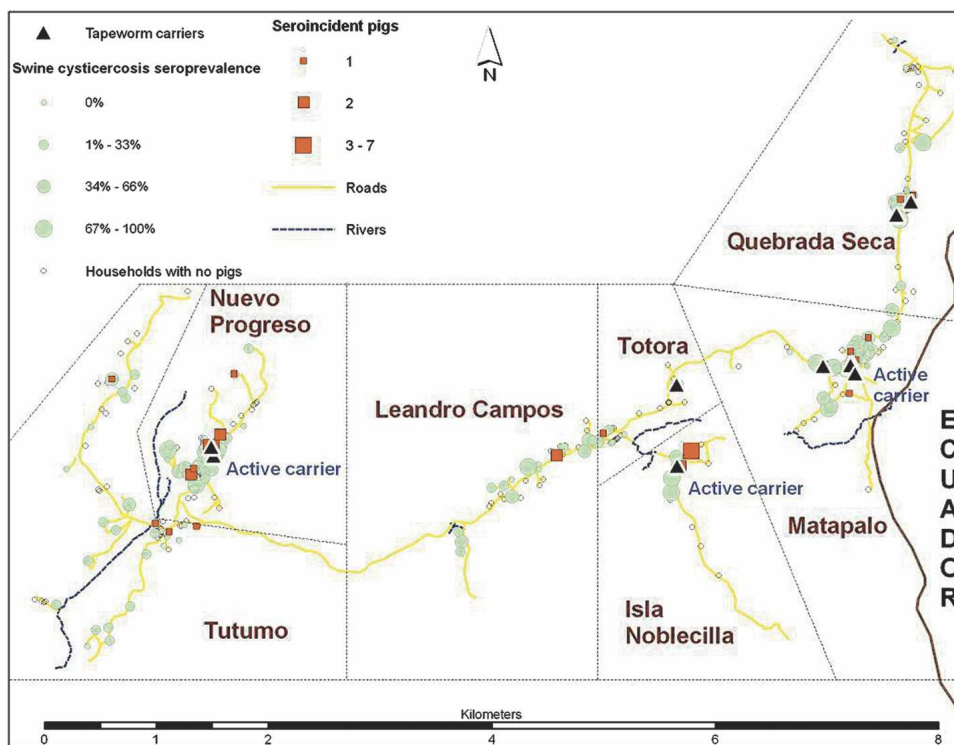 Tapeworm carriers
Swine cysticercosis seroprevalence
0%
1% - 33%
34% - 66%
67% - 100%
Households with no pigs
Seroincident pigs
1
2
3 - 7
Roads
Rivers
N
Quebrada Seca
Nuevo
Progreso
Totora
Leandro Campos
Active
carrier
Active carrier
Active carrier
Matapalo
ECUADOR
Isla
Noblecilla
Tutumo
Kilometers
0 1 2 4 6 8